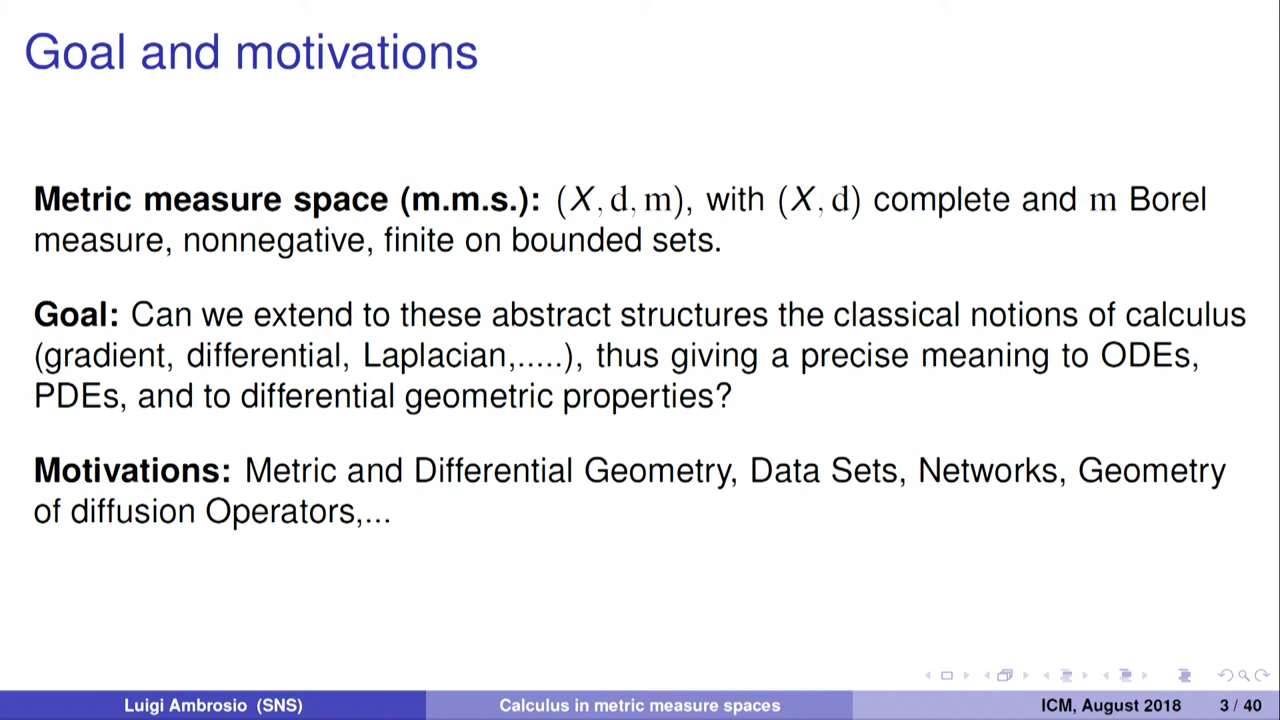 Goal and motivations
Metric measure space (m.m.s.): (X, d, m), with (X, d) complete and m Borel
measure, nonnegative, finite on bounded sets.
Goal: Can we extend to these abstract structures the classical notions of calculus
(gradient, differential, Laplacian,.....), thus giving a precise meaning to ODEs,
PDEs, and to differential geometric properties?
Motivations: Metric and Differential Geometry, Data Sets, Networks, Geometry
of diffusion Operators,...
Luigi Ambrosio (SNS) Calculus in metric measure spaces ICM, August 2018 3 / 40